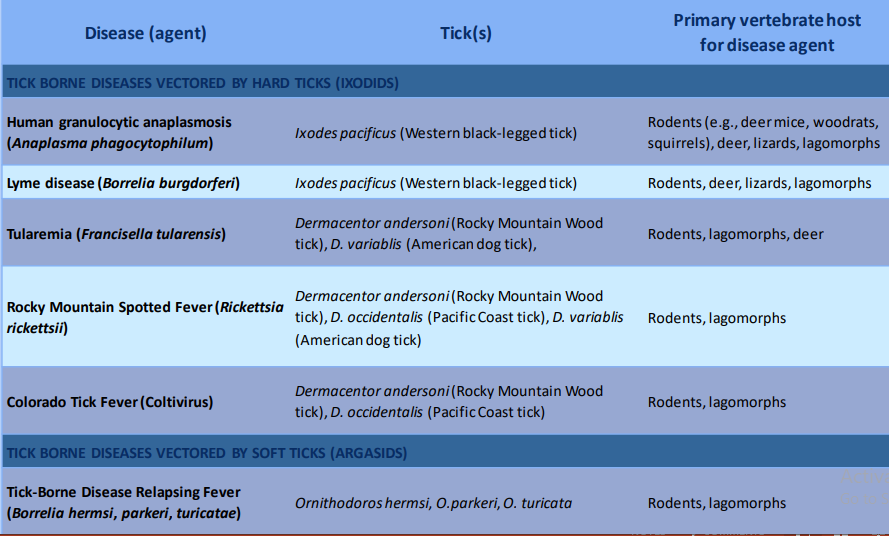 Disease (agent)
Tick(s)
Primary vertebrate host
for disease agent
TICK BORNE DISEASES VECTORED BY HARD TICKS (IXODIDS)
Human granulocytic anaplasmosis
(Anaplasma phagocytophilum)
Ixodes pacificus (Western black-legged tick)
Rodents (e.g., deer mice, woodrats,
squirrels), deer, lizards, lagomorphs
Lyme disease (Borrelia burgdorferi)
Ixodes pacificus (Western black-legged tick)
Rodents, deer, lizards, lagomorphs
Tularemia (Francisella tularensis)
Dermacentor andersoni (Rocky Mountain Wood
tick), D. variablis (American dog tick),
Rodents, lagomorphs, deer
Rocky Mountain Spotted Fever (Rickettsia
rickettsii)
Dermacentor andersoni (Rocky Mountain Wood
tick), D. occidentalis (Pacific Coast tick), D. variablis
(American dog tick)
Rodents, lagomorphs
Colorado Tick Fever (Coltivirus)
Dermacentor andersoni (Rocky Mountain Wood
tick), D. occidentalis (Pacific Coast tick)
Rodents, lagomorphs
TICK BORNE DISEASES VECTORED BY SOFT TICKS (ARGASIDS)
Tick-Borne Disease Relapsing Fever
(Borrelia hermsi, parkeri, turicatae)
Ornithodoros hermsi, O.parkeri, O. turicata
Rodents, lagomorphs